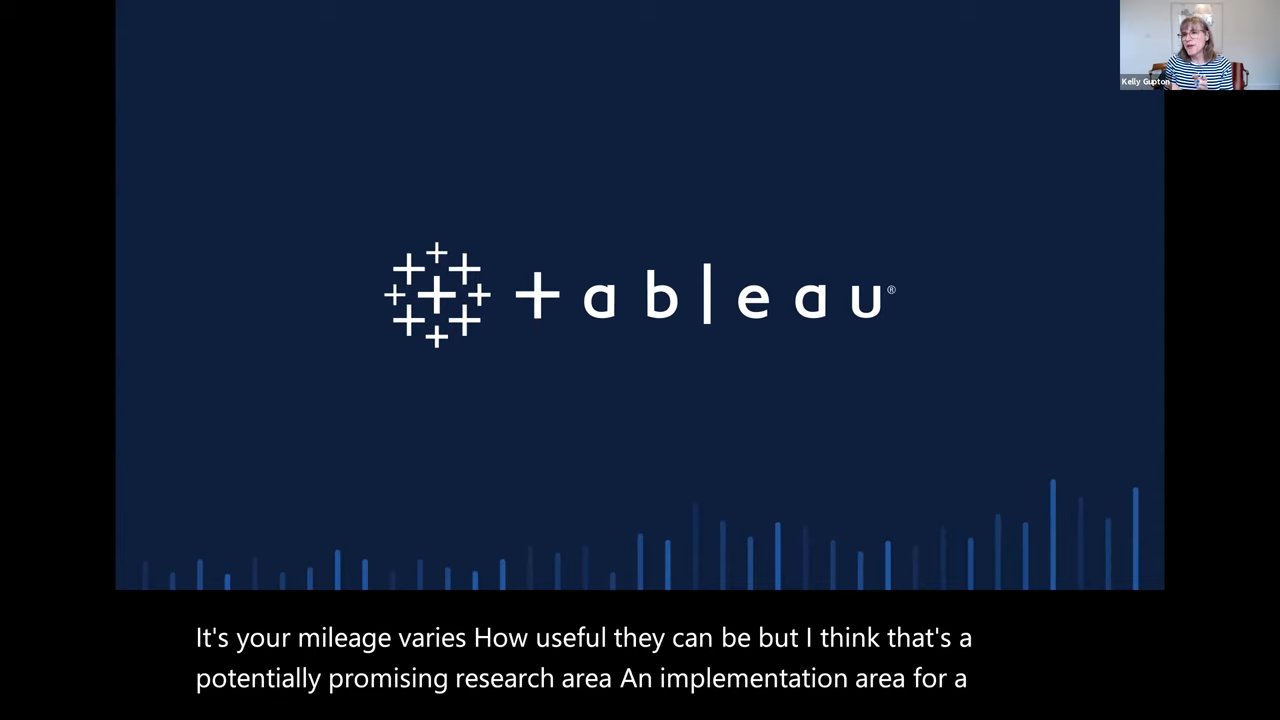 Kelly Gupton
+ableau®
It's your mileage varies How useful they can be but I think that's a
potentially promising research area An implementation area for a